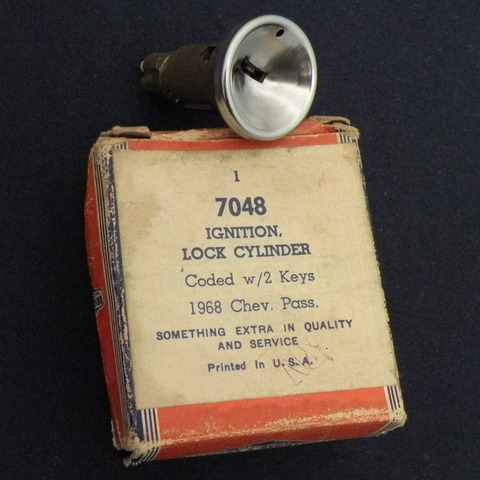 1
7048
IGNITION,
LOCK CYLINDER
Coded w/2 Keys
1968 Chev. Pass.
SOMETHING EXTRA IN QUALITY
AND SERVICE
Printed In U.S.A.